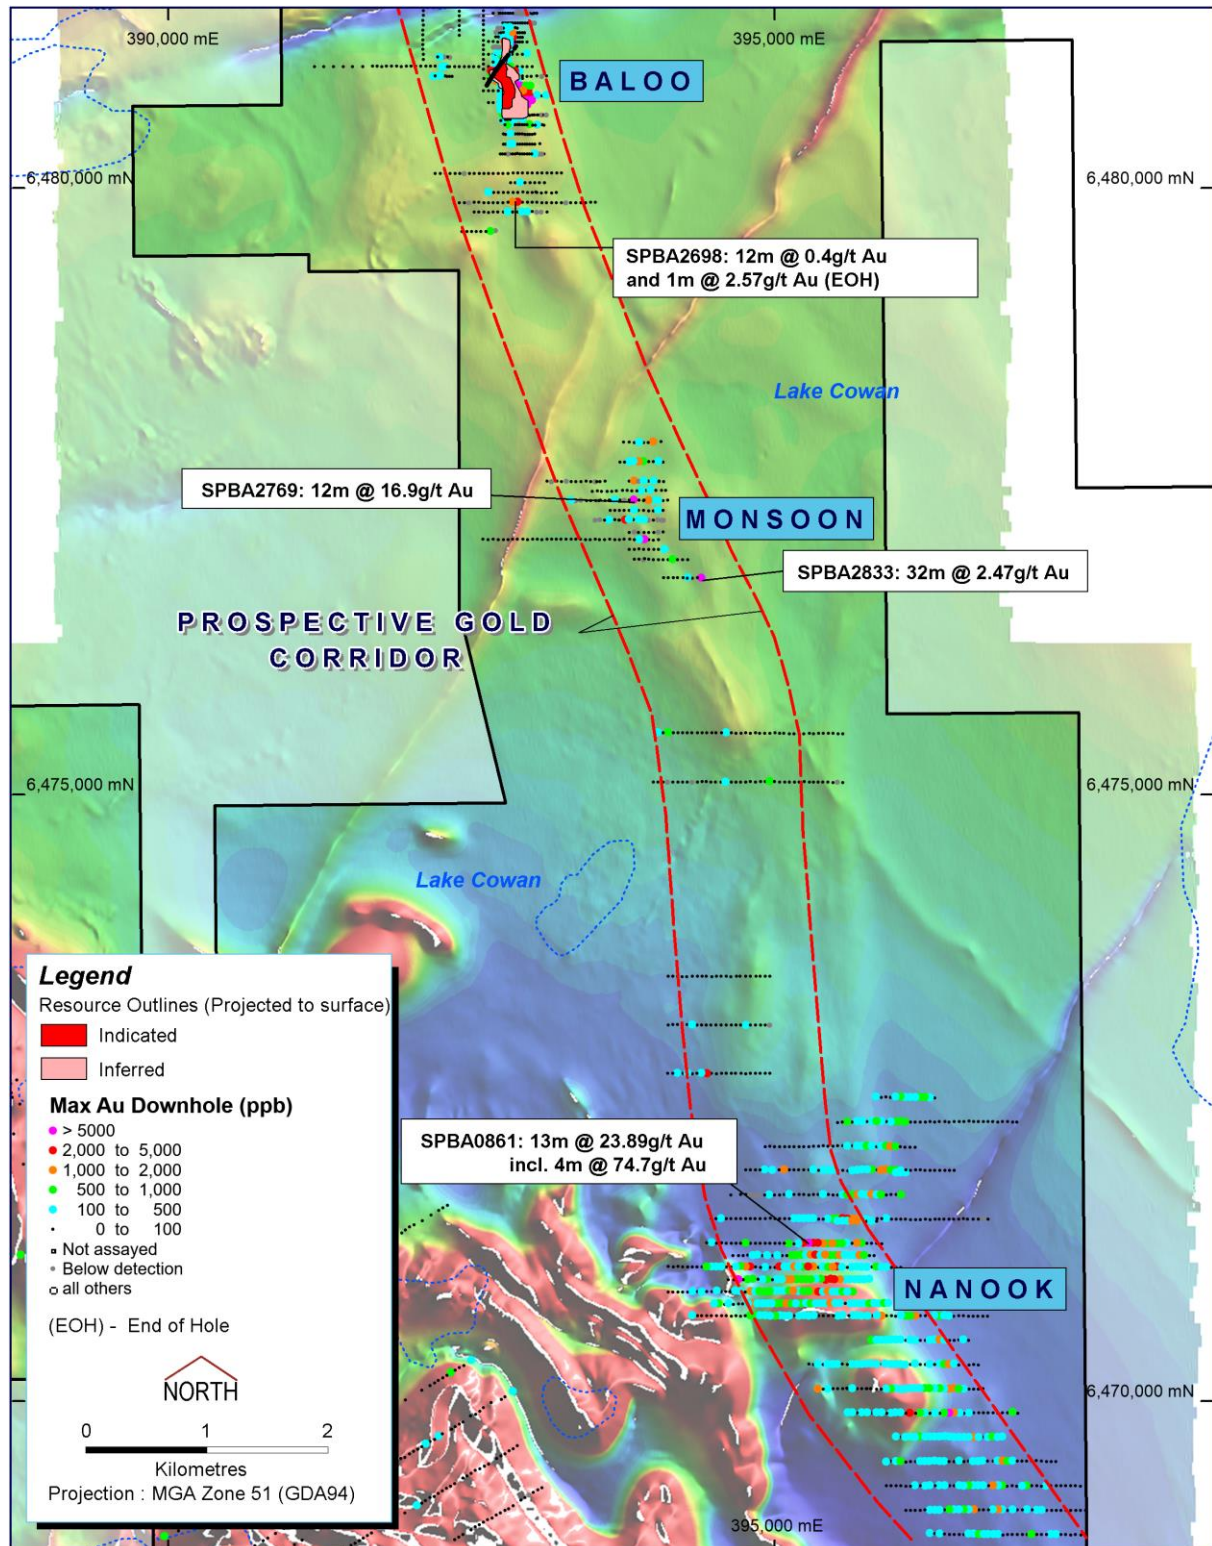 390,000 mE
395,000 mE
BALOO
6,480,000 mN
6,480,000 mN
SPBA2698: 12m @ 0.4g/t Au
and 1m @ 2.57g/t Au (EOH)
Lake Cowan
SPBA2769: 12m @ 16.9g/t Au
MONSOON
SPBA2833: 32m @ 2.47g/t Au
PROSPECTIVE GOLD
CORRIDOR
6,475,000 mN
6,475,000 mN
Lake Cowan
Legend
Resource Outlines (Projected to surface)
Indicated
Inferred
Max Au Downhole (ppb)
> 5000
2,000 to 5,000
1,000 to 2,000
500 to 1,000
100 to 500
0 to 100
Not assayed
Below detection
all others
(EOH) - End of Hole
NORTH
0 1 2
Kilometres
Projection : MGA Zone 51 (GDA94)
SPBA0861: 13m @ 23.89g/t Au
incl. 4m @ 74.7g/t Au
NANOOK
6,470,000 mN
395,000 mE